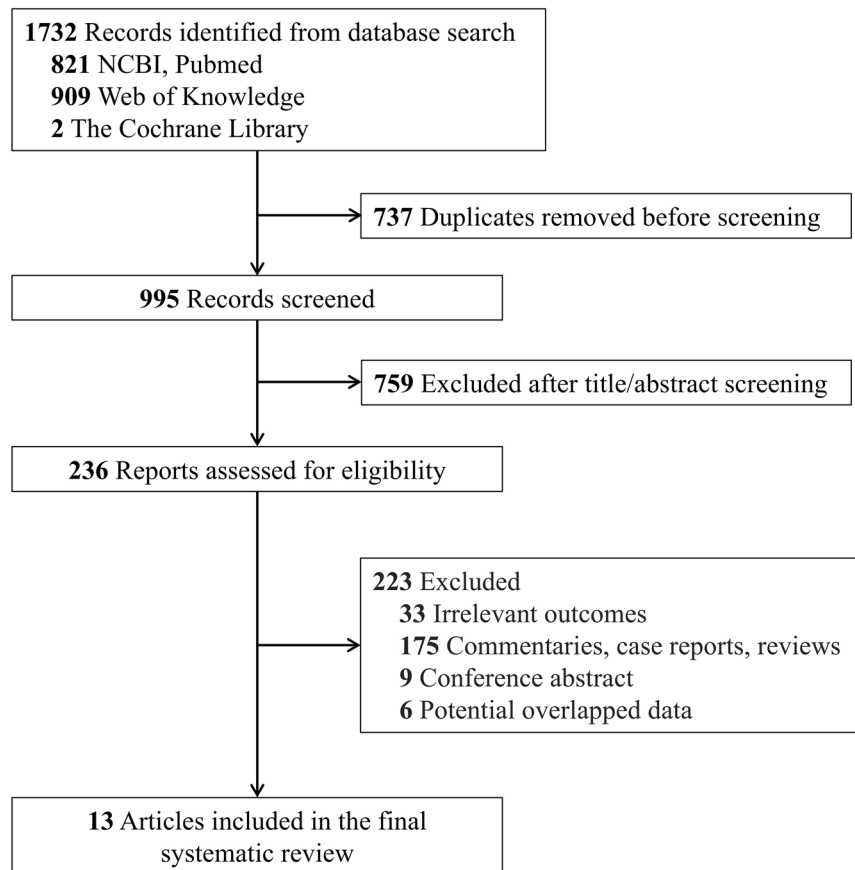 1732 Records identified from database search
821 NCBI, Pubmed
909 Web of Knowledge
2 The Cochrane Library
737 Duplicates removed before screening
995 Records screened
759 Excluded after title/abstract screening
236 Reports assessed for eligibility
223 Excluded
33 Irrelevant outcomes
175 Commentaries, case reports, reviews
9 Conference abstract
6 Potential overlapped data
13 Articles included in the final
systematic review